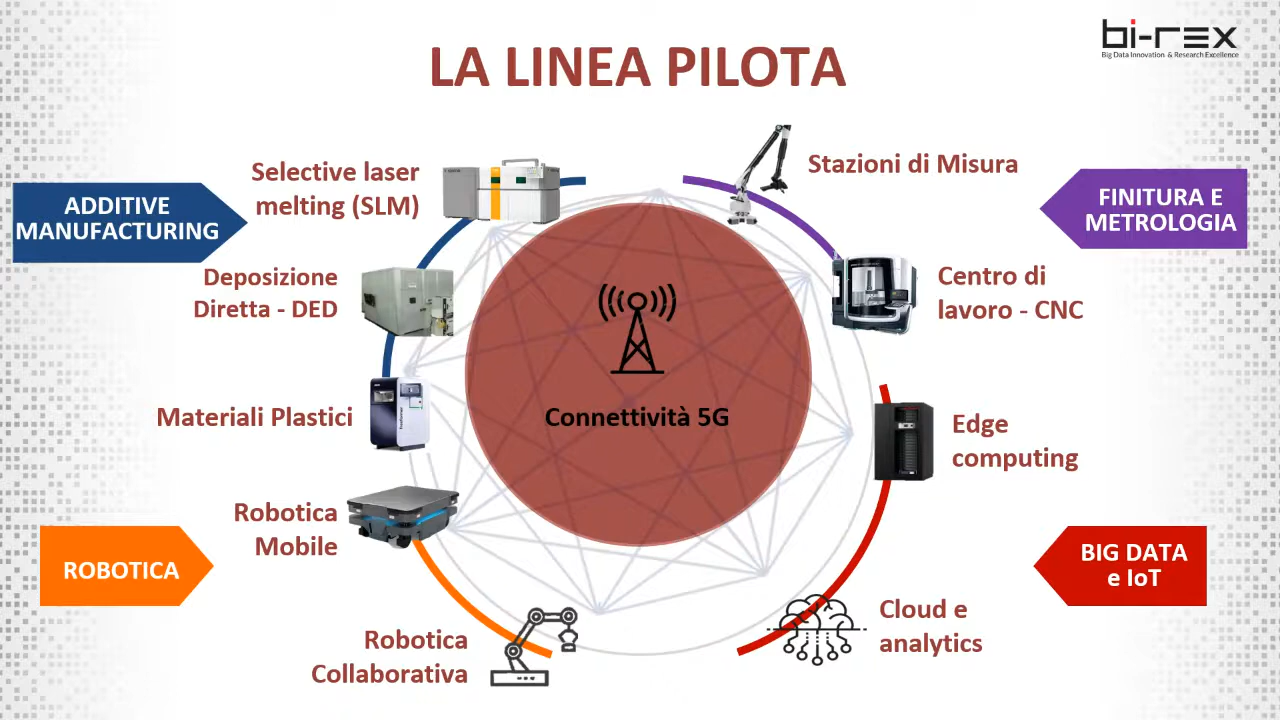 bi-rex
Big Data Innovation & Research Excellence
LA LINEA PILOTA
ADDITIVE
MANUFACTURING
Selective laser
melting (SLM)
Deposizione
Diretta - DED
Materiali Plastici
Stazioni di Misura
FINITURA E
METROLOGIA
Centro di
lavoro - CNC
Connettività 5G
Edge
computing
Robotica
Mobile
ROBOTICA
Robotica
Collaborativa
BIG DATA
e IoT
Cloud e
analytics